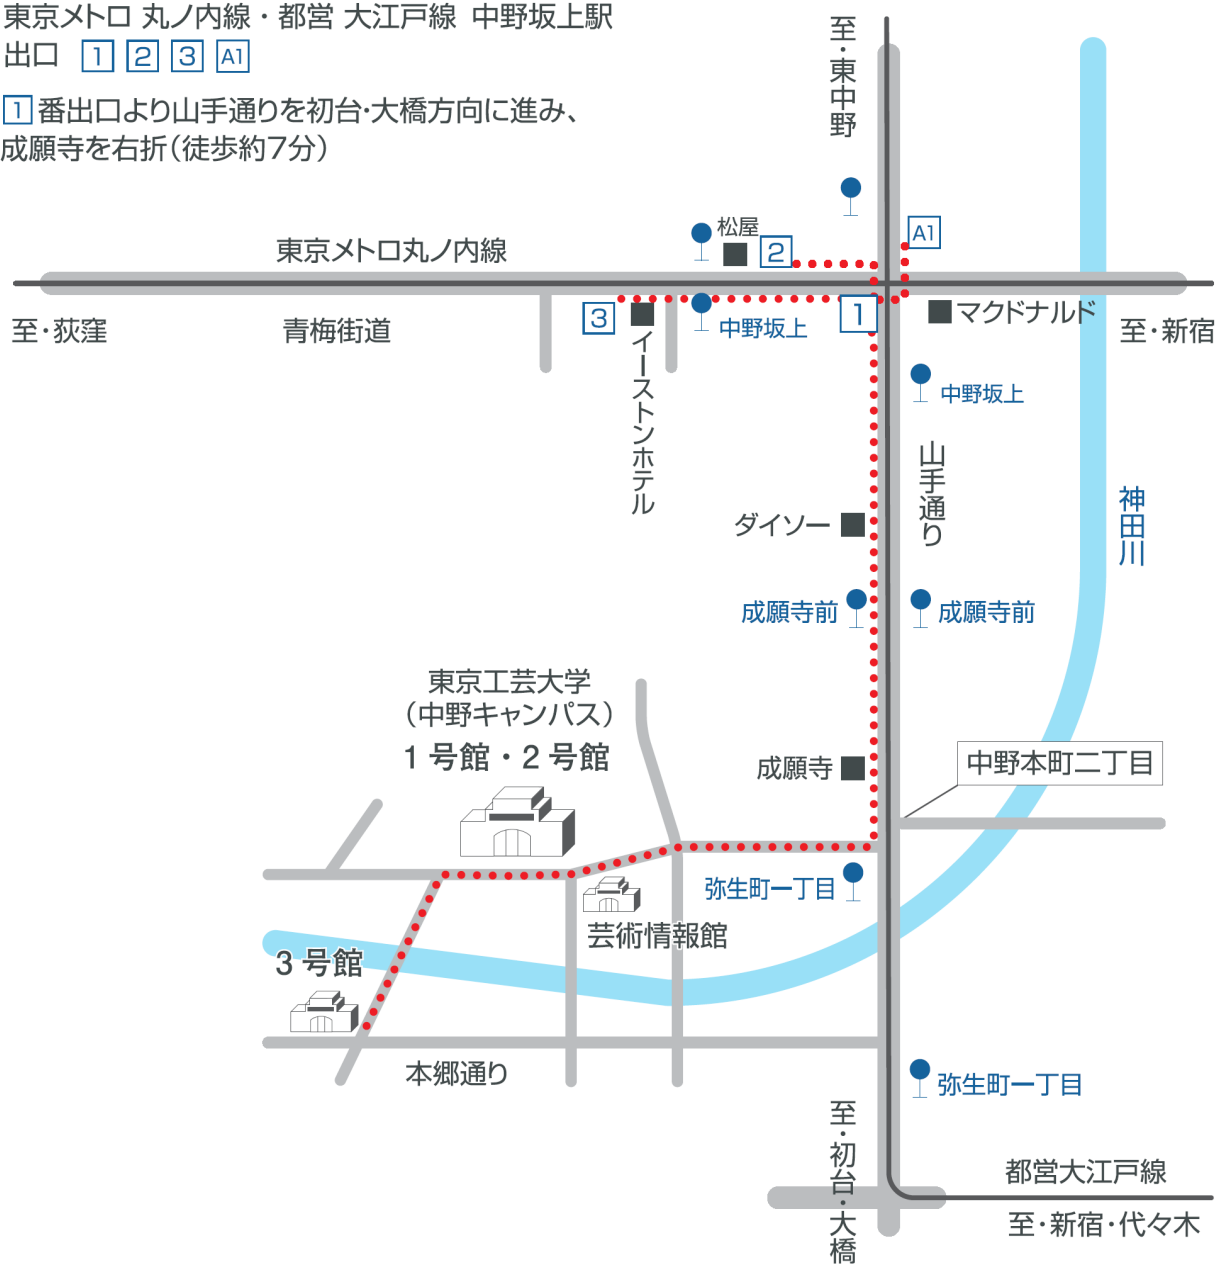 東京メトロ 丸ノ内線・都営 大江戸線 中野坂上駅
出口 1 2 3 A1
1番出口より山手通りを初台・大橋方向に進み、
成願寺を右折（徒歩約7分）
至・東中野
松屋
2
A1
東京メトロ丸ノ内線
3
中野坂上
1
マクドナルド
至・荻窪
青梅街道
至・新宿
イーストンホテル
中野坂上
山手通り
神田川
ダイソー
成願寺前
成願寺前
東京工芸大学
（中野キャンパス）
1号館・2号館
成願寺
中野本町二丁目
弥生町一丁目
芸術情報館
3号館
本郷通り
弥生町一丁目
至・初台・大橋
都営大江戸線
至・新宿・代々木